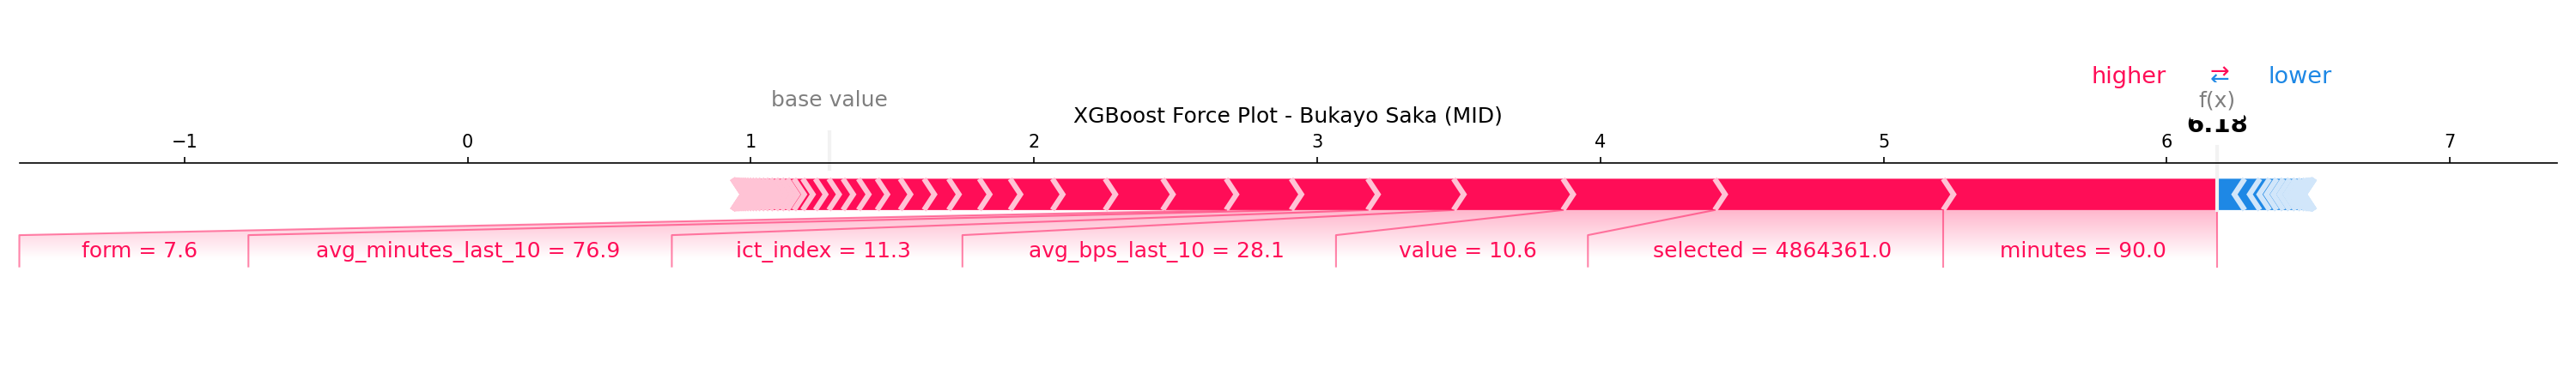 higher ⇄ lower
base value
f(x)
XGBoost Force Plot - Bukayo Saka (MID)
6.18
−1 0 1 2 3 4 5 6 7
form = 7.6 avg_minutes_last_10 = 76.9 ict_index = 11.3 avg_bps_last_10 = 28.1 value = 10.6 selected = 4864361.0 minutes = 90.0